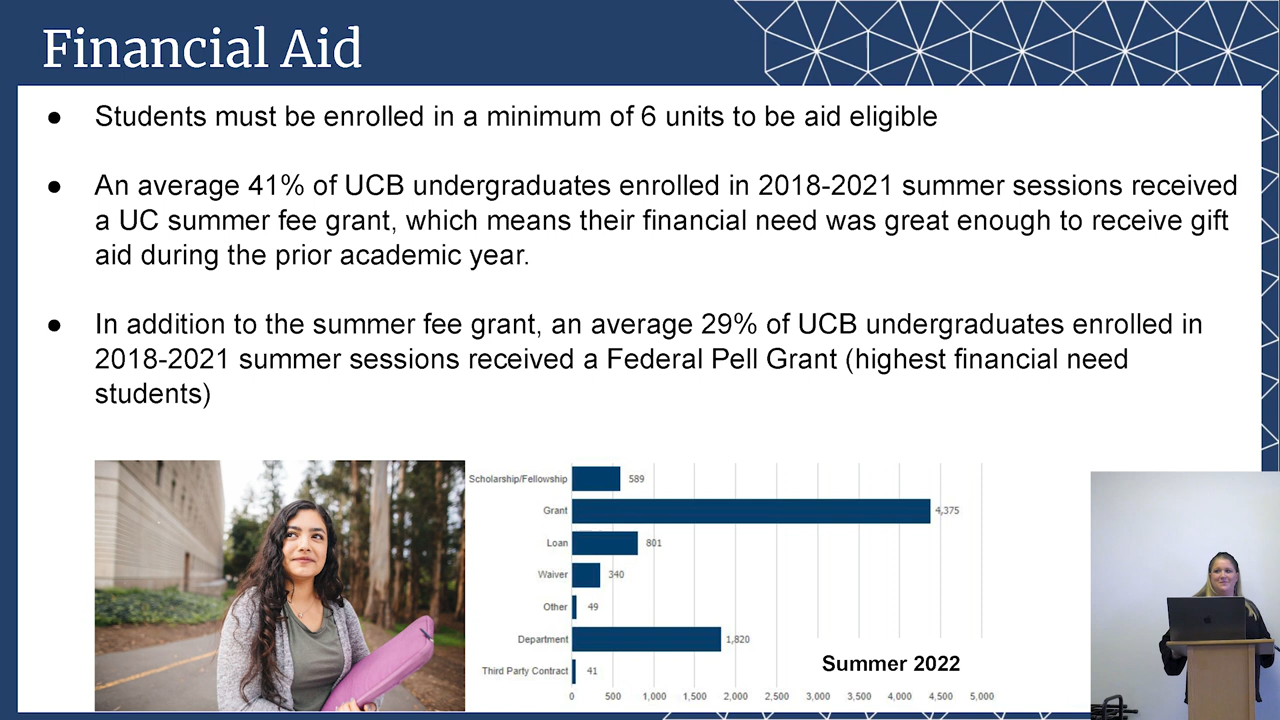 Financial Aid
● Students must be enrolled in a minimum of 6 units to be aid eligible
● An average 41% of UCB undergraduates enrolled in 2018-2021 summer sessions received
a UC summer fee grant, which means their financial need was great enough to receive gift
aid during the prior academic year.
● In addition to the summer fee grant, an average 29% of UCB undergraduates enrolled in
2018-2021 summer sessions received a Federal Pell Grant (highest financial need
students)
Scholarship/Fellowship 589
Grant 4,375
Loan 801
Waiver 340
Other 49
Department 1,820
Third Party Contract 41
Summer 2022
0 500 1,000 1,500 2,000 2,500 3,000 3,500 4,000 4,500 5,000